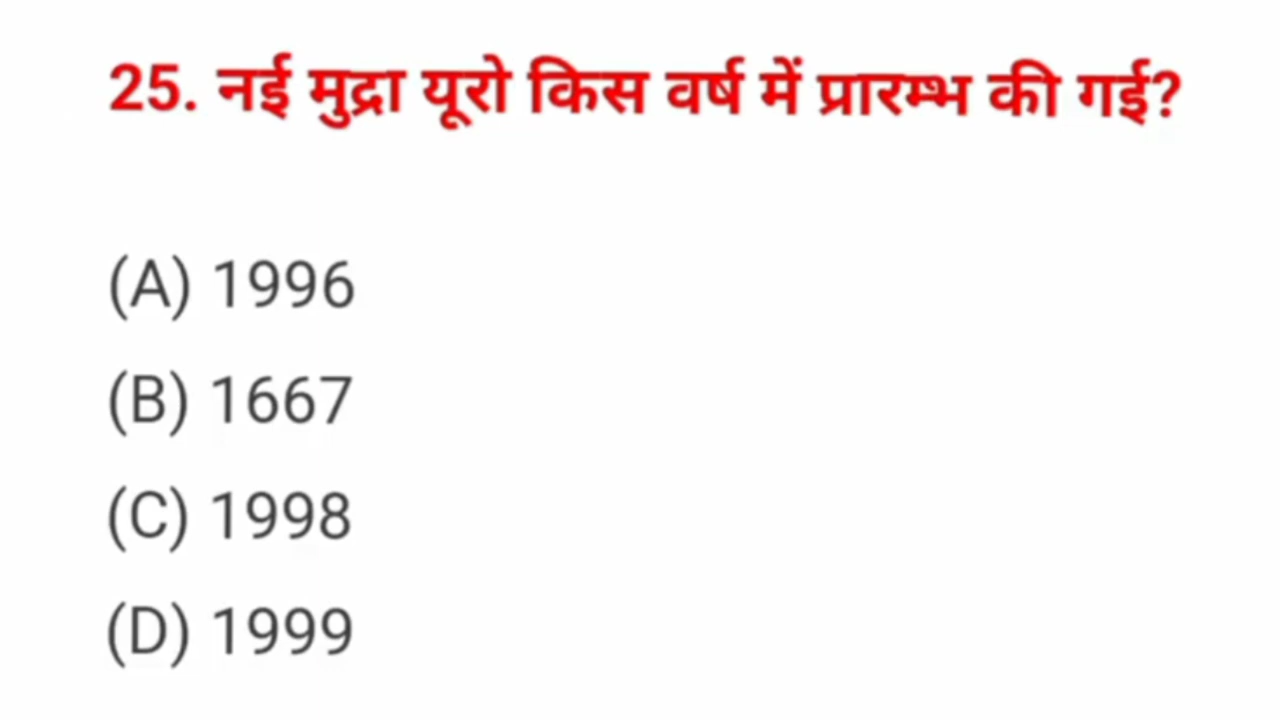 25. नई मुद्रा यूरो किस वर्ष में प्रारम्भ की गई?
(A) 1996
(B) 1667
(C) 1998
(D) 1999